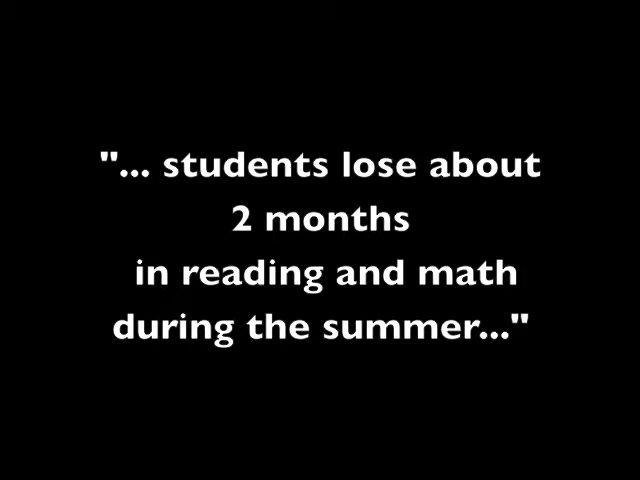 "... students lose about
2 months
in reading and math
during the summer..."